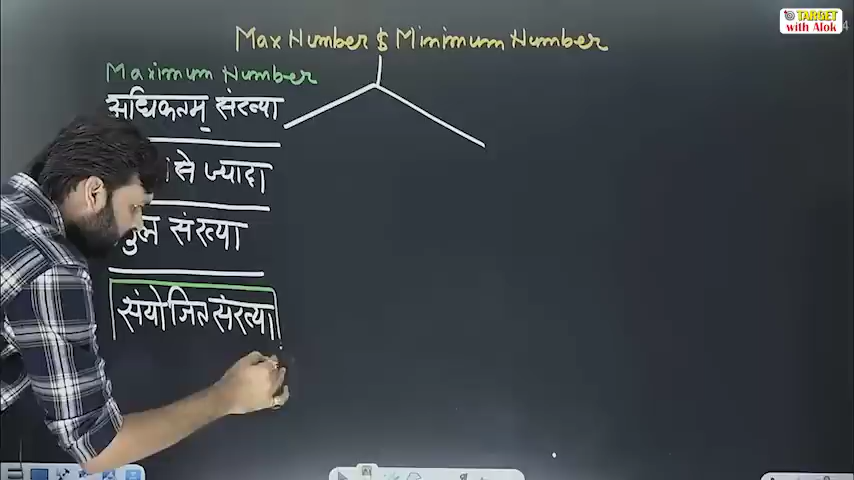 TARGET
with Alok
Max Number & Minimum Number
Maximum Number
अधिकतम् संख्या
से ज्यादा
संख्या
संयोजित संख्या